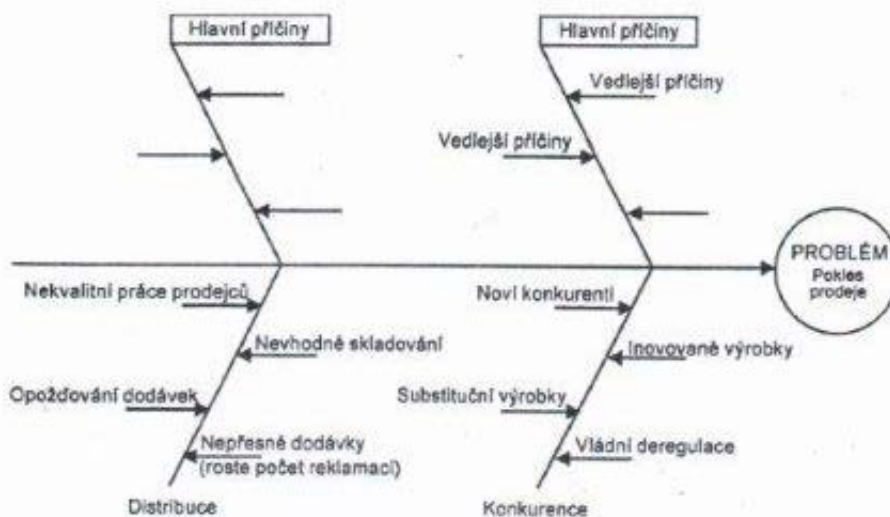 Hlavní příčiny
Hlavní příčiny
Vedlejší příčiny
Vedlejší příčiny
PROBLÉM
Pokles
prodeje
Nekvalitní práce prodejců
Nevhodné skladování
Opožďování dodávek
Nepřesné dodávky
(roste počet reklamací)
Distribuce
Noví konkurenti
Inovované výrobky
Substituční výrobky
Vládní deregulace
Konkurence